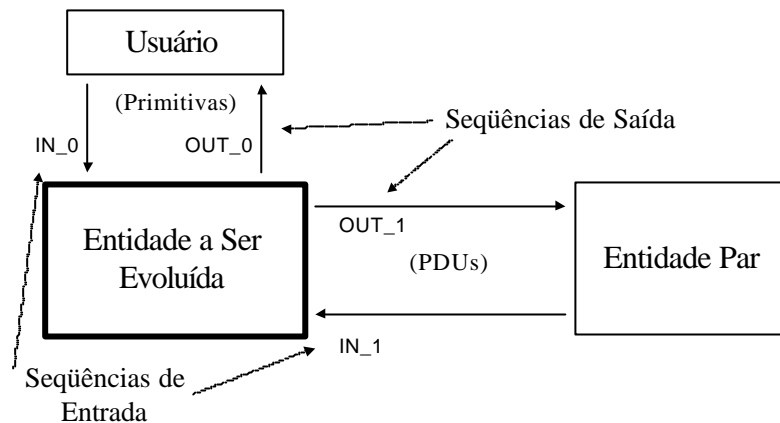 Usuário
(Primitivas)
Seqüências de Saída
IN_0
OUT_0
Entidade a Ser
Evoluída
OUT_1
(PDUs)
Entidade Par
IN_1
Seqüências de
Entrada